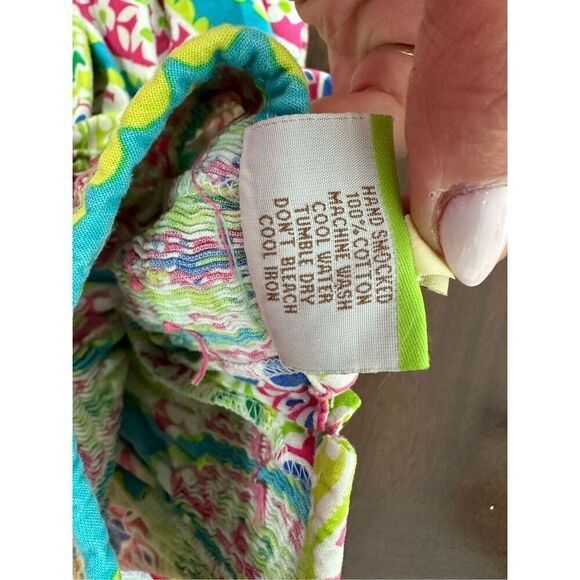 HAND SMOCKED
100% COTTON
MACHINE WASH
COOL WATER
TUMBLE DRY
DON'T BLEACH
COOL IRON